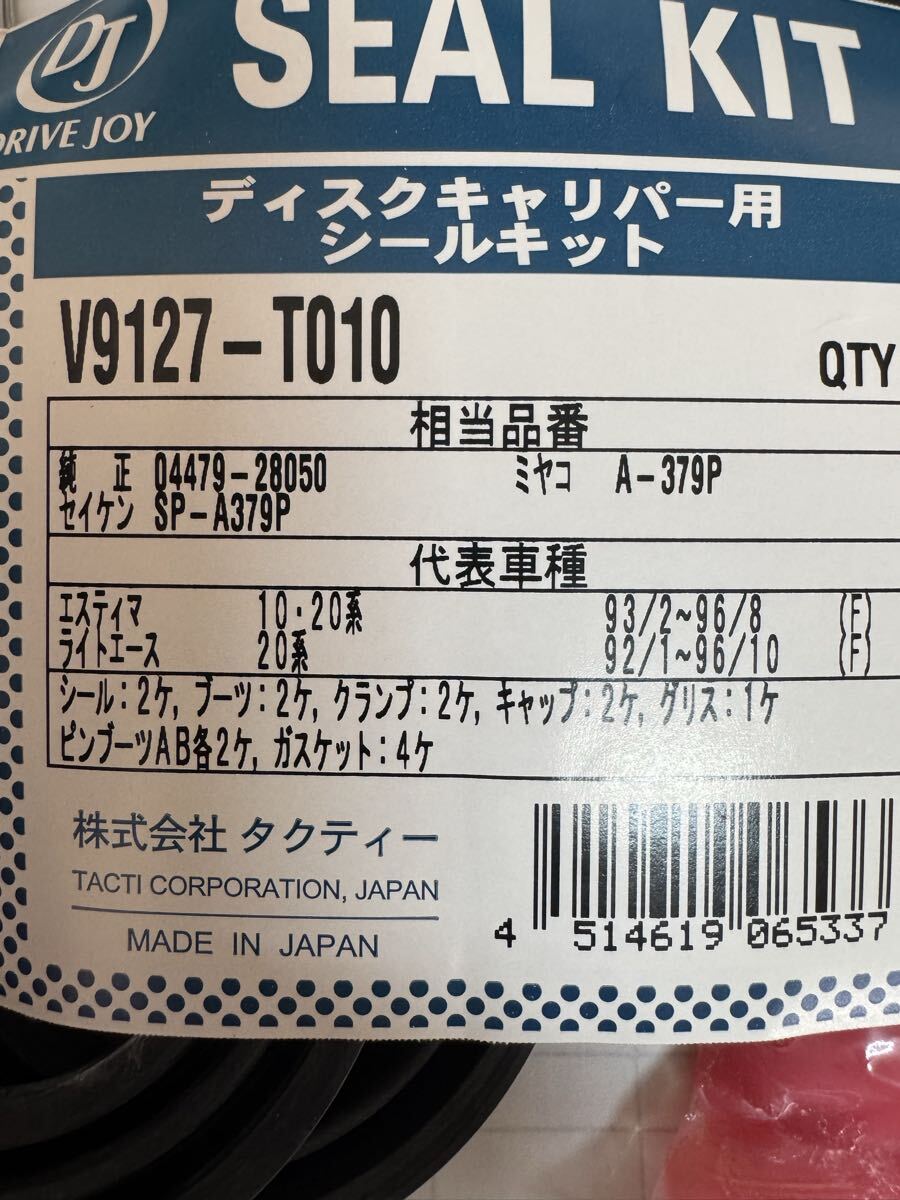 DJ
DRIVE JOY
SEAL KIT
ディスクキャリパー用
シールキット
V9127-T010
QTY
相当品番
純 正 04479-28050 ミヤコ A-379P
セイケン SP-A379P
代表車種
エスティマ 10・20系 93/2~96/8 (F)
ライトエース 20系 92/1~96/10 (F)
シール:2ケ, ブーツ:2ケ, クランプ:2ケ, キャップ:2ケ, グリス:1ケ
ピンブーツAB各2ケ, ガスケット:4ケ
株式会社 タクティー
TACTI CORPORATION, JAPAN
MADE IN JAPAN
4 514619 065337